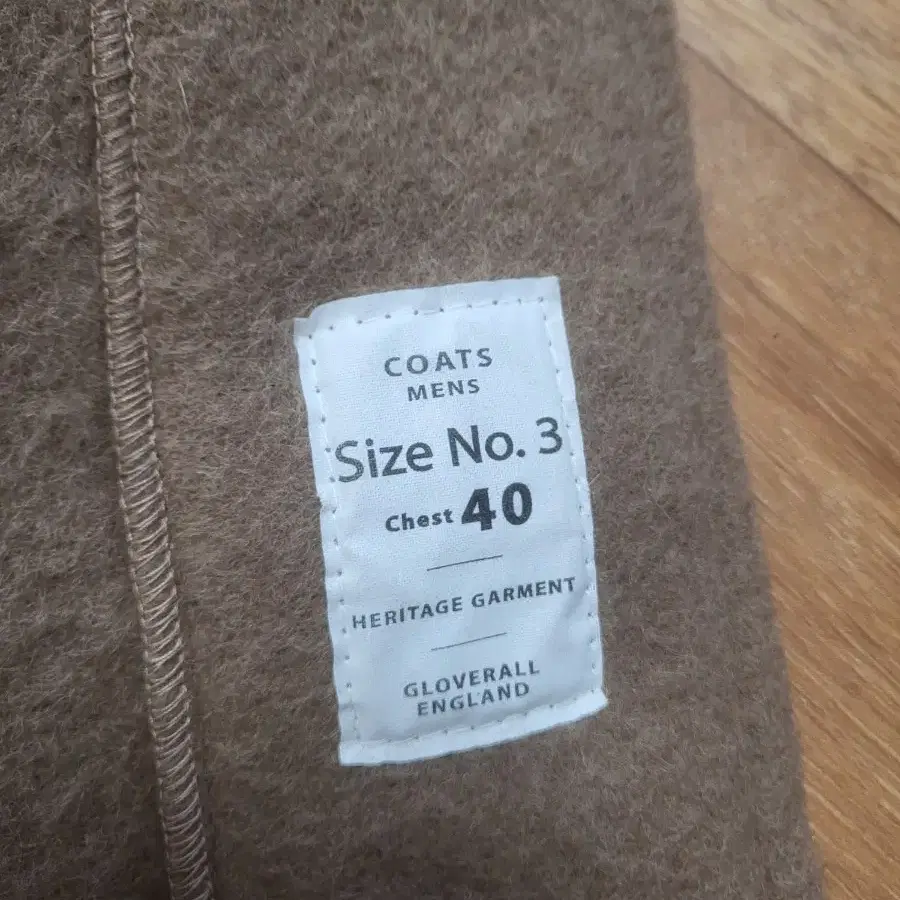 COATS
MENS
Size No. 3
Chest 40
HERITAGE GARMENT
GLOVERALL
ENGLAND